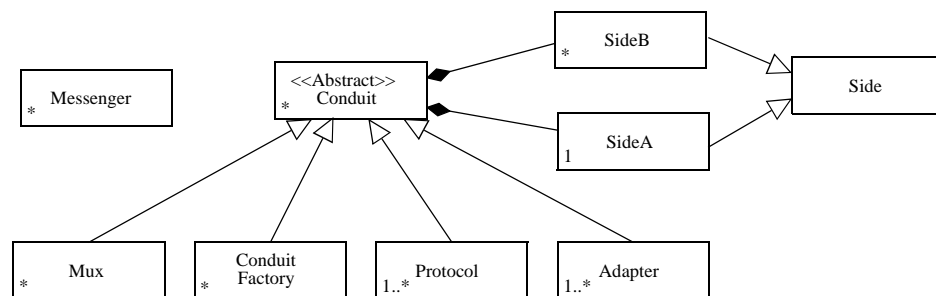 SideB
*
Side
<<Abstract>>
Conduit
*
Messenger
*
SideA
1
Mux
*
Conduit
Factory
*
Protocol
1..*
Adapter
1..*